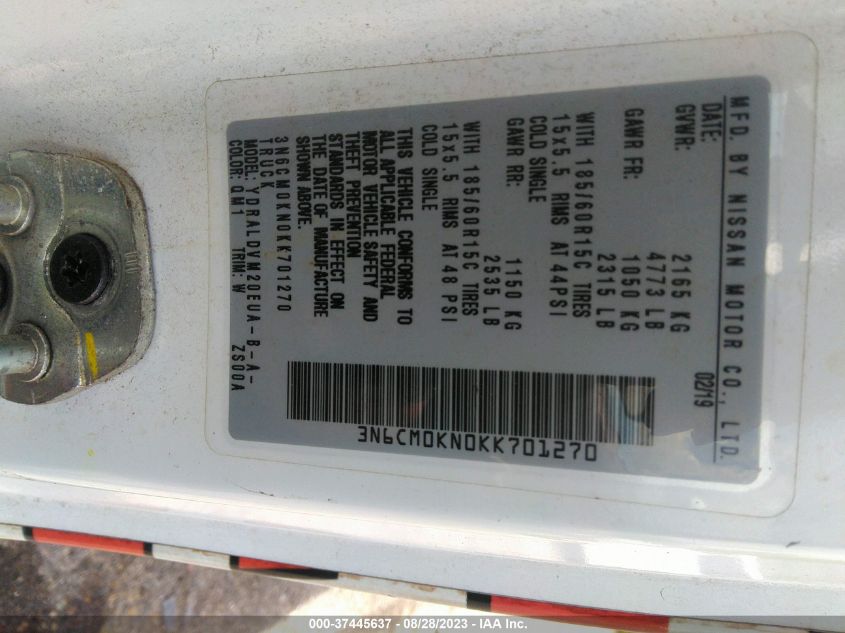 MFD. BY NISSAN MOTOR CO., LTD.
DATE: 02/19
GVWR: 2165 KG
4773 LB
GAWR FR: 1050 KG
2315 LB
WITH 185/60R15C TIRES
15x5.5 RIMS AT 44PSI
COLD SINGLE
GAWR RR: 1150 KG
2535 LB
WITH 185/60R15C TIRES
15x5.5 RIMS AT 48 PSI
COLD SINGLE
THIS VEHICLE CONFORMS TO
ALL APPLICABLE FEDERAL
MOTOR VEHICLE SAFETY AND
THEFT PREVENTION
STANDARDS IN EFFECT ON
THE DATE OF MANUFACTURE
SHOWN ABOVE.
3N6CM0KN0KK701270
TRUCK
MODEL: YDRALDVM20EUA-B-A-
COLOR: QM1 TRIM: W ZS00A
3N6CM0KN0KK701270
000-37445637 - 08/28/2023 - IAA Inc.